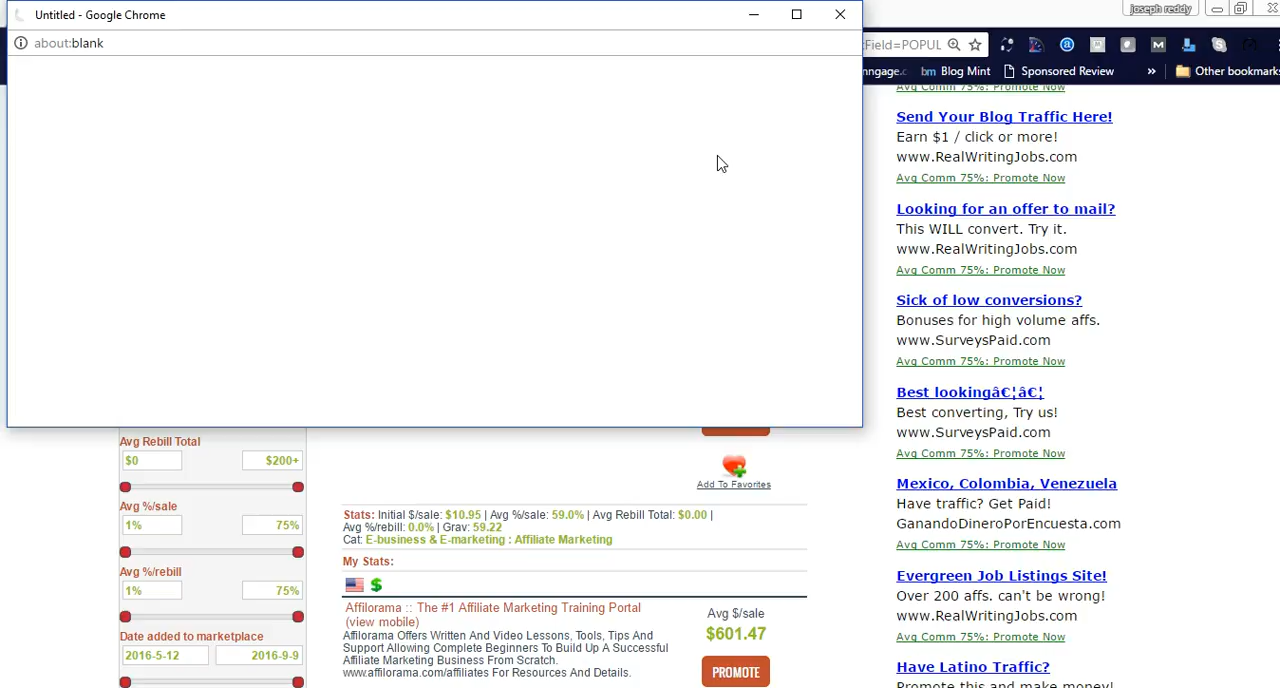 Untitled - Google Chrome
about:blank
joseph reddy
Field=POPUL
nngage.c
bm Blog Mint
Sponsored Review
»
Other bookmarks
Avg Comm 75%: Promote Now
Send Your Blog Traffic Here!
Earn $1 / click or more!
www.RealWritingJobs.com
Avg Comm 75%: Promote Now
Looking for an offer to mail?
This WILL convert. Try it.
www.RealWritingJobs.com
Avg Comm 75%: Promote Now
Sick of low conversions?
Bonuses for high volume affs.
www.SurveysPaid.com
Avg Comm 75%: Promote Now
Best lookingâ€¦â€¦
Best converting, Try us!
www.SurveysPaid.com
Avg Comm 75%: Promote Now
Mexico, Colombia, Venezuela
Have traffic? Get Paid!
GanandoDineroPorEncuesta.com
Avg Comm 75%: Promote Now
Evergreen Job Listings Site!
Over 200 affs. can't be wrong!
www.RealWritingJobs.com
Avg Comm 75%: Promote Now
Have Latino Traffic?
Promote this and make money!
Avg Rebill Total
$0 $200+
Avg %/sale
1% 75%
Avg %/rebill
1% 75%
Date added to marketplace
2016-5-12 2016-9-9
Add To Favorites
Stats: Initial $/sale: $10.95 | Avg %/sale: 59.0% | Avg Rebill Total: $0.00 |
Avg %/rebill: 0.0% | Grav: 59.22
Cat: E-business & E-marketing : Affiliate Marketing
My Stats:
Affilorama :: The #1 Affiliate Marketing Training Portal
(view mobile)
Affilorama Offers Written And Video Lessons, Tools, Tips And
Support Allowing Complete Beginners To Build Up A Successful
Affiliate Marketing Business From Scratch.
www.affilorama.com/affiliates For Resources And Details.
Avg $/sale
$601.47
PROMOTE